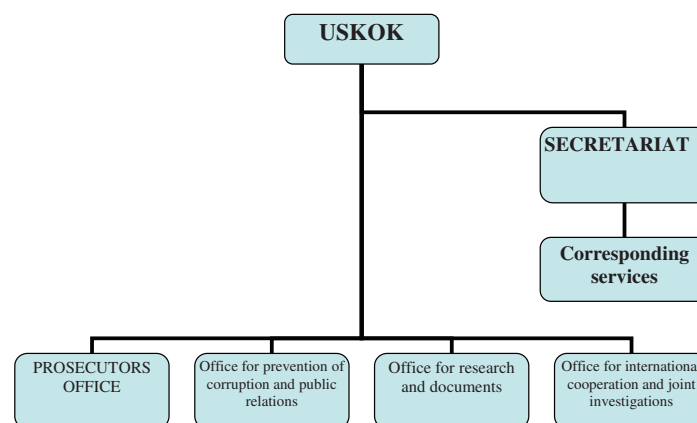 USKOK
SECRETARIAT
Corresponding
services
PROSECUTORS
OFFICE
Office for prevention of
corruption and public
relations
Office for research
and documents
Office for internationa
cooperation and joint
investigations